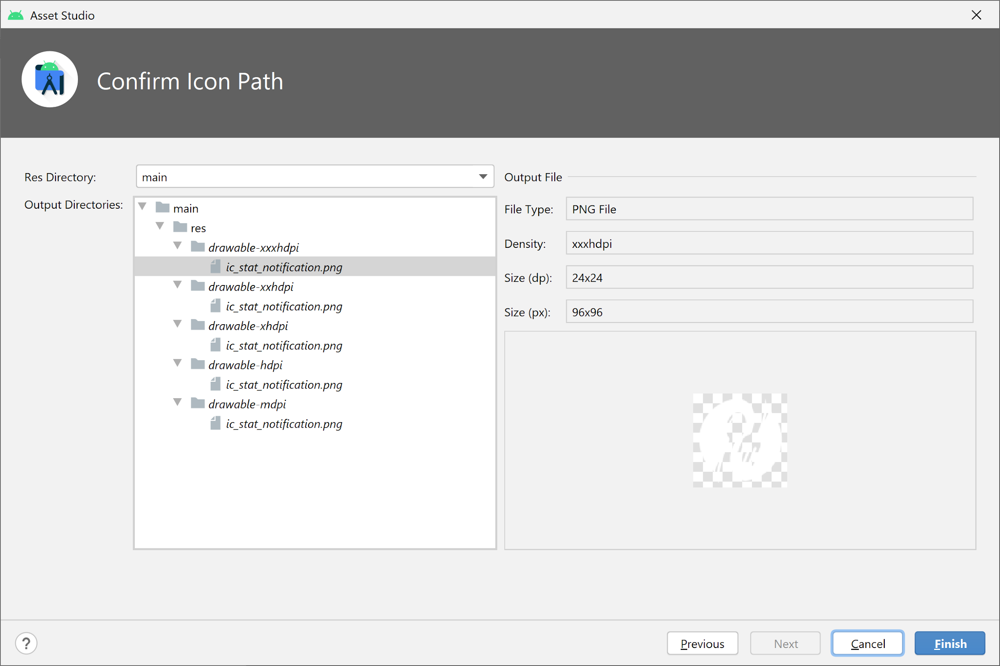 Asset Studio
Confirm Icon Path
Res Directory: main
Output Directories:
main
res
drawable-xxxhdpi
ic_stat_notification.png
drawable-xxhdpi
ic_stat_notification.png
drawable-xhdpi
ic_stat_notification.png
drawable-hdpi
ic_stat_notification.png
drawable-mdpi
ic_stat_notification.png
Output File
File Type: PNG File
Density: xxxhdpi
Size (dp): 24x24
Size (px): 96x96
? Previous Next Cancel Finish